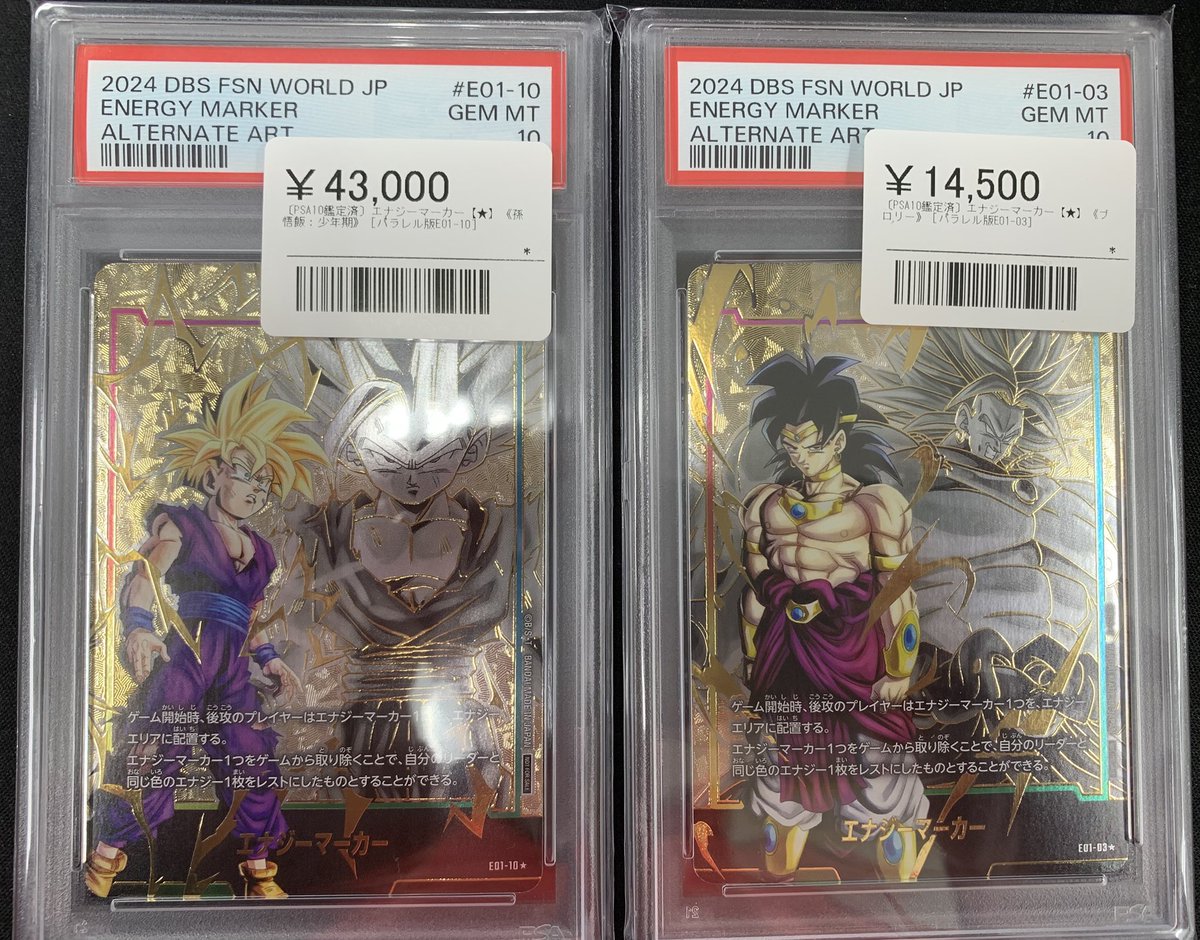 2024 DBS FSN WORLD JP #E01-10
ENERGY MARKER GEM MT
ALTERNATE ART 10
¥43,000
〔PSA10鑑定済〕エナジーマーカー【★】《孫
悟飯：少年期》［パラレル版E01-10］
*
ゲーム開始時、後攻のプレイヤーはエナジーマーカー1つを、エナジー
エリアに配置する。
エナジーマーカー1つをゲームから取り除くことで、自分のリーダーと
同じ色のエナジー1枚をレストにしたものとすることができる。
BANDAI MADE IN JAPAN
エナジーマーカー
E01-10★
2024 DBS FSN WORLD JP #E01-03
ENERGY MARKER GEM MT
ALTERNATE ART 10
¥14,500
〔PSA10鑑定済〕エナジーマーカー【★】《ブ
ロリー》［パラレル版E01-03］
*
ゲーム開始時、後攻のプレイヤーはエナジーマーカー1つを、エナジー
エリアに配置する。
エナジーマーカー1つをゲームから取り除くことで、自分のリーダーと
同じ色のエナジー1枚をレストにしたものとすることができる。
エナジーマーカー
E01-03★
PSA